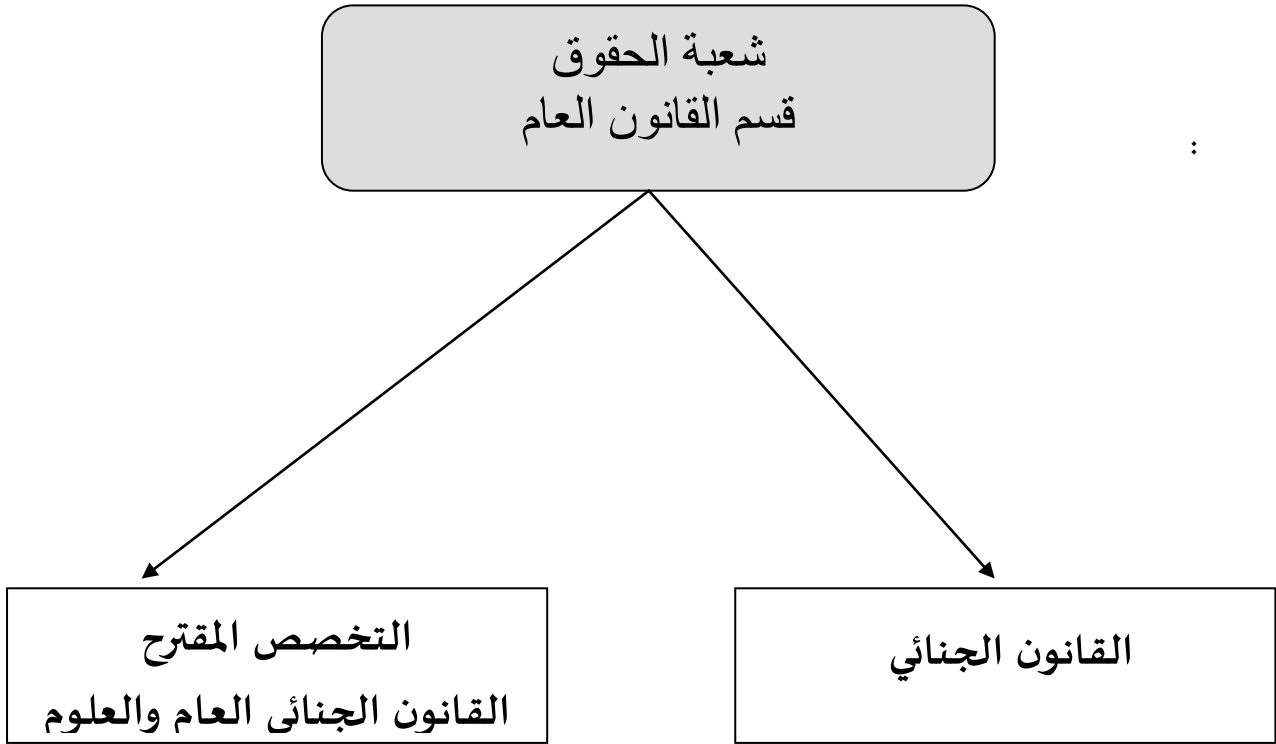 شعبة الحقوق
قسم القانون العام
:
القانون الجنائي
التخصص المقترح
القانون الجنائي العام والعلوم